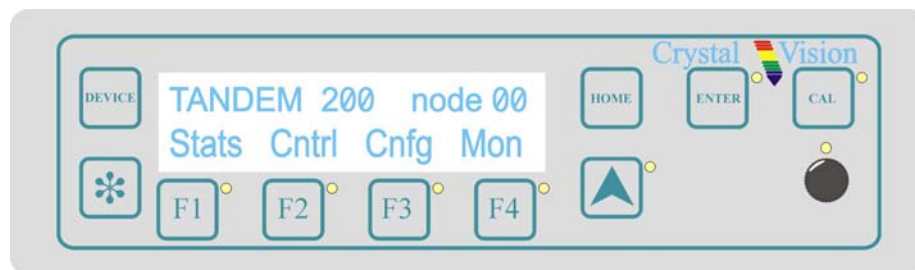 Crystal Vision
DEVICE
TANDEM 200 node 00
HOME
ENTER
CAL
Stats Cntrl Cnfg Mon
F1
F2
F3
F4